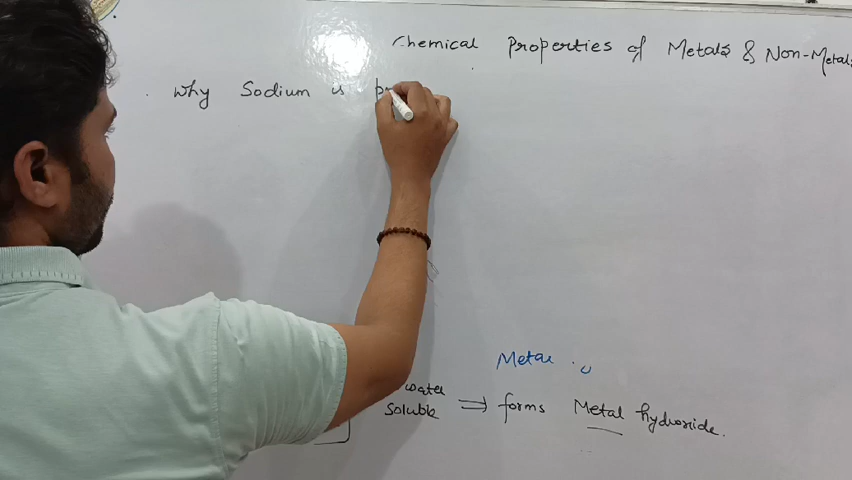 Chemical Properties of Metals & Non-Metals
Why Sodium is
Metal
water
soluble ⇒ forms Metal hydroxide.